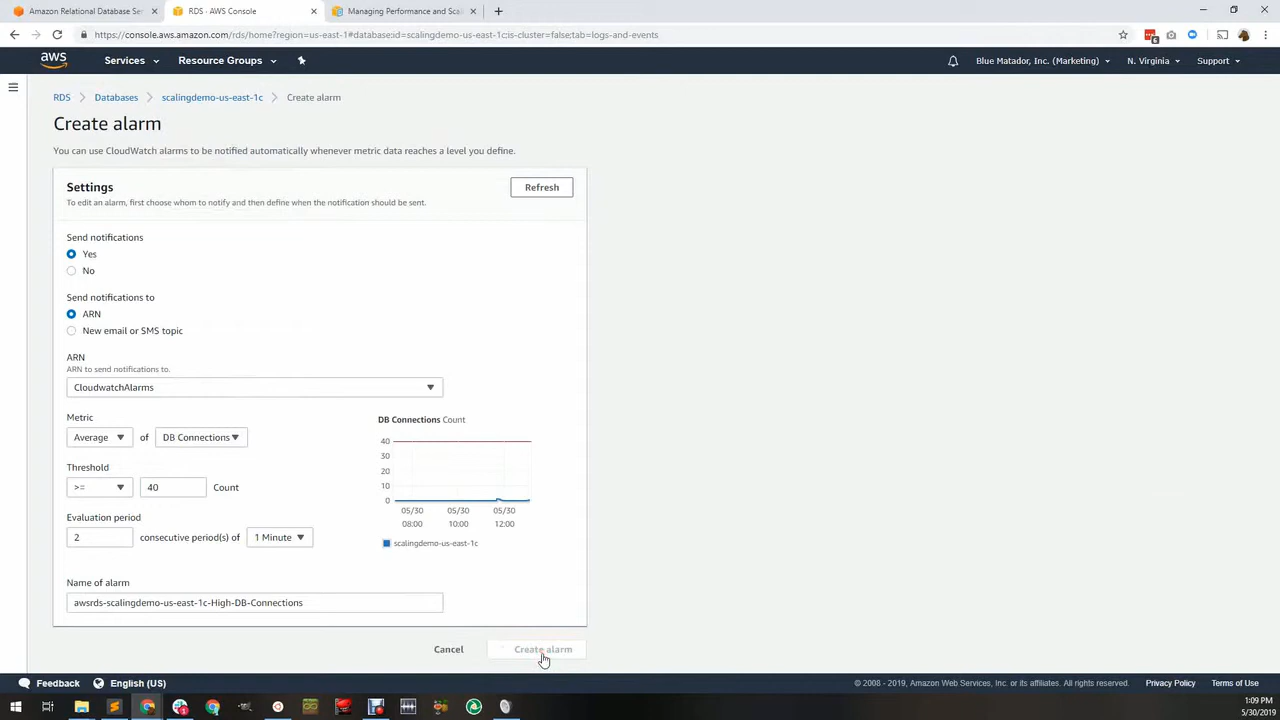 Amazon Relational Database Ser
RDS · AWS Console
Managing Performance and Scal
https://console.aws.amazon.com/rds/home?region=us-east-1#database:id=scalingdemo-us-east-1c;is-cluster=false;tab=logs-and-events
6
aws
Services
Resource Groups
Blue Matador, Inc. (Marketing)
N. Virginia
Support
RDS
Databases
scalingdemo-us-east-1c
Create alarm
Create alarm
You can use CloudWatch alarms to be notified automatically whenever metric data reaches a level you define.
Settings
Refresh
To edit an alarm, first choose whom to notify and then define when the notification should be sent.
Send notifications
Yes
No
Send notifications to
ARN
New email or SMS topic
ARN
ARN to send notifications to.
CloudwatchAlarms
Metric
Average
of
DB Connections
DB Connections Count
40
30
20
10
0
05/30 05/30 05/30
08:00 10:00 12:00
scalingdemo-us-east-1c
Threshold
>=
40
Count
Evaluation period
2
consecutive period(s) of
1 Minute
Name of alarm
awsrds-scalingdemo-us-east-1c-High-DB-Connections
Cancel
Create alarm
Feedback
English (US)
© 2008 - 2019, Amazon Web Services, Inc. or its affiliates. All rights reserved.
Privacy Policy
Terms of Use
1:09 PM
5/30/2019